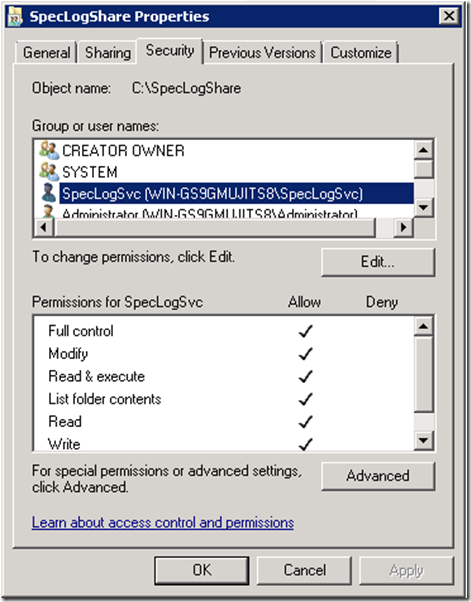 SpecLogShare Properties
General Sharing Security Previous Versions Customize
Object name: C:\SpecLogShare
Group or user names:
CREATOR OWNER
SYSTEM
SpecLogSvc (WIN-GS9GMUJITS8\SpecLogSvc)
Administrator (WIN-GS9GMUJITS8\Administrator)
To change permissions, click Edit.
Edit...
Permissions for SpecLogSvc Allow Deny
Full control
Modify
Read & execute
List folder contents
Read
Write
For special permissions or advanced settings,
click Advanced.
Advanced
Learn about access control and permissions
OK Cancel Apply